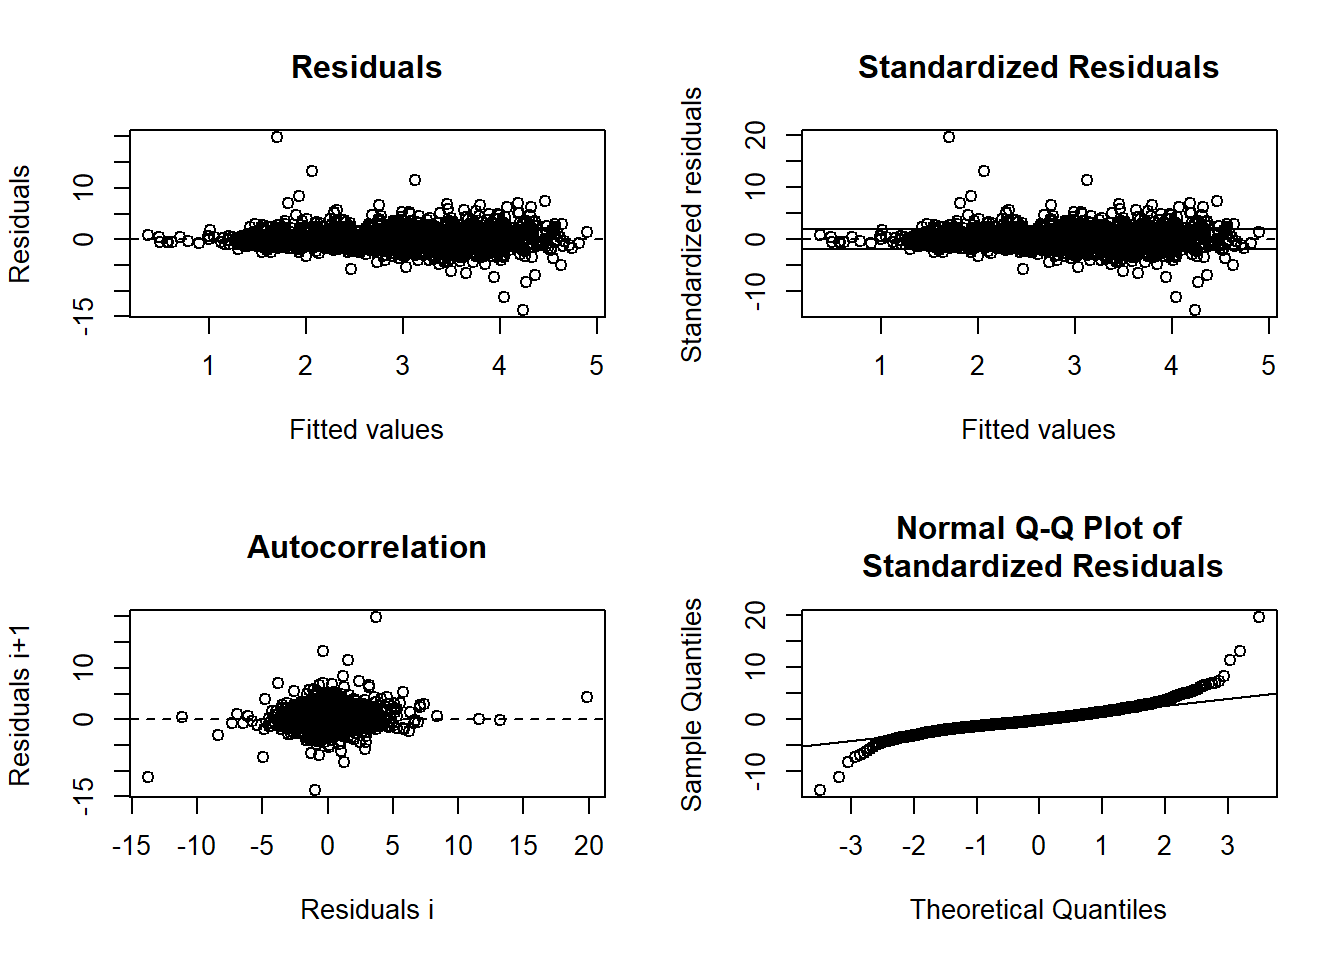 Residuals
Residuals
10
0
-15
1 2 3 4 5
Fitted values
Standardized Residuals
Standardized residuals
20
10
0
-10
1 2 3 4 5
Fitted values
Autocorrelation
Residuals i+1
10
0
-15
-15 -10 -5 0 5 10 15 20
Residuals i
Normal Q-Q Plot of
Standardized Residuals
Sample Quantiles
20
10
0
-10
-3 -2 -1 0 1 2 3
Theoretical Quantiles